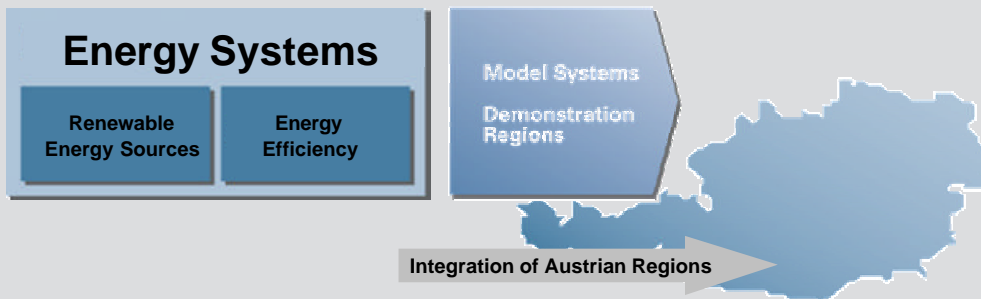 Energy Systems
Renewable
Energy Sources
Energy
Efficiency
Model Systems
Demonstration
Regions
Integration of Austrian Regions